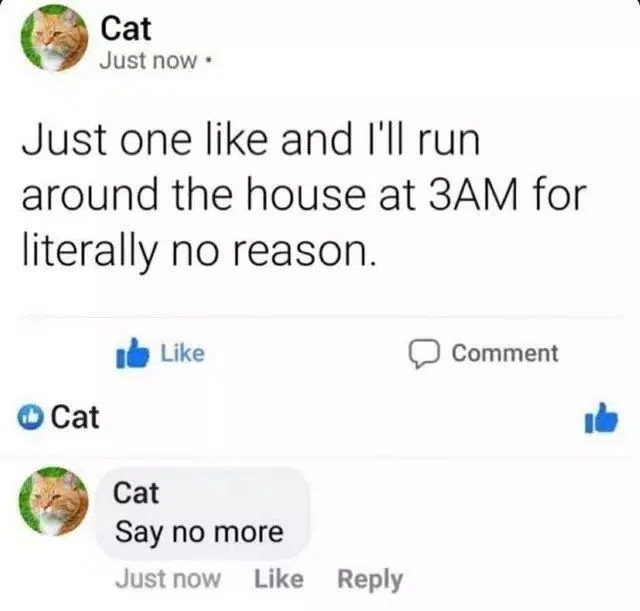 Cat
Just now •
Just one like and I'll run
around the house at 3AM for
literally no reason.
Like
Comment
Cat
Cat
Say no more
Just now Like Reply